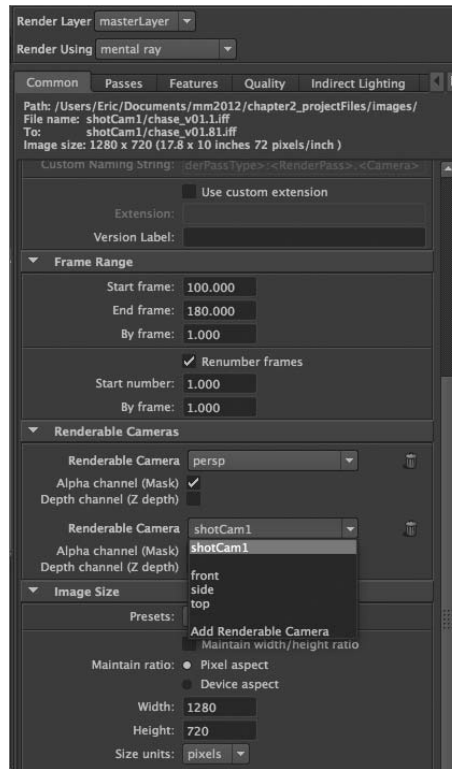 Render Layer masterLayer
Render Using mental ray
Common Passes Features Quality Indirect Lighting
Path: /Users/Eric/Documents/mm2012/chapter2_projectFiles/images/
File name: shotCam1/chase_v01.1.iff
To: shotCam1/chase_v01.81.iff
Image size: 1280 x 720 (17.8 x 10 inches 72 pixels/inch )
Custom Naming String: derPassType>:<RenderPass>.<Camera>
Use custom extension
Extension:
Version Label:
Frame Range
Start frame: 100.000
End frame: 180.000
By frame: 1.000
Renumber frames
Start number: 1.000
By frame: 1.000
Renderable Cameras
Renderable Camera persp
Alpha channel (Mask)
Depth channel (Z depth)
Renderable Camera shotCam1
Alpha channel (Mask) shotCam1
Depth channel (Z depth)
front
side
top
Add Renderable Camera
Image Size
Presets:
Maintain width/height ratio
Maintain ratio: Pixel aspect
Device aspect
Width: 1280
Height: 720
Size units: pixels